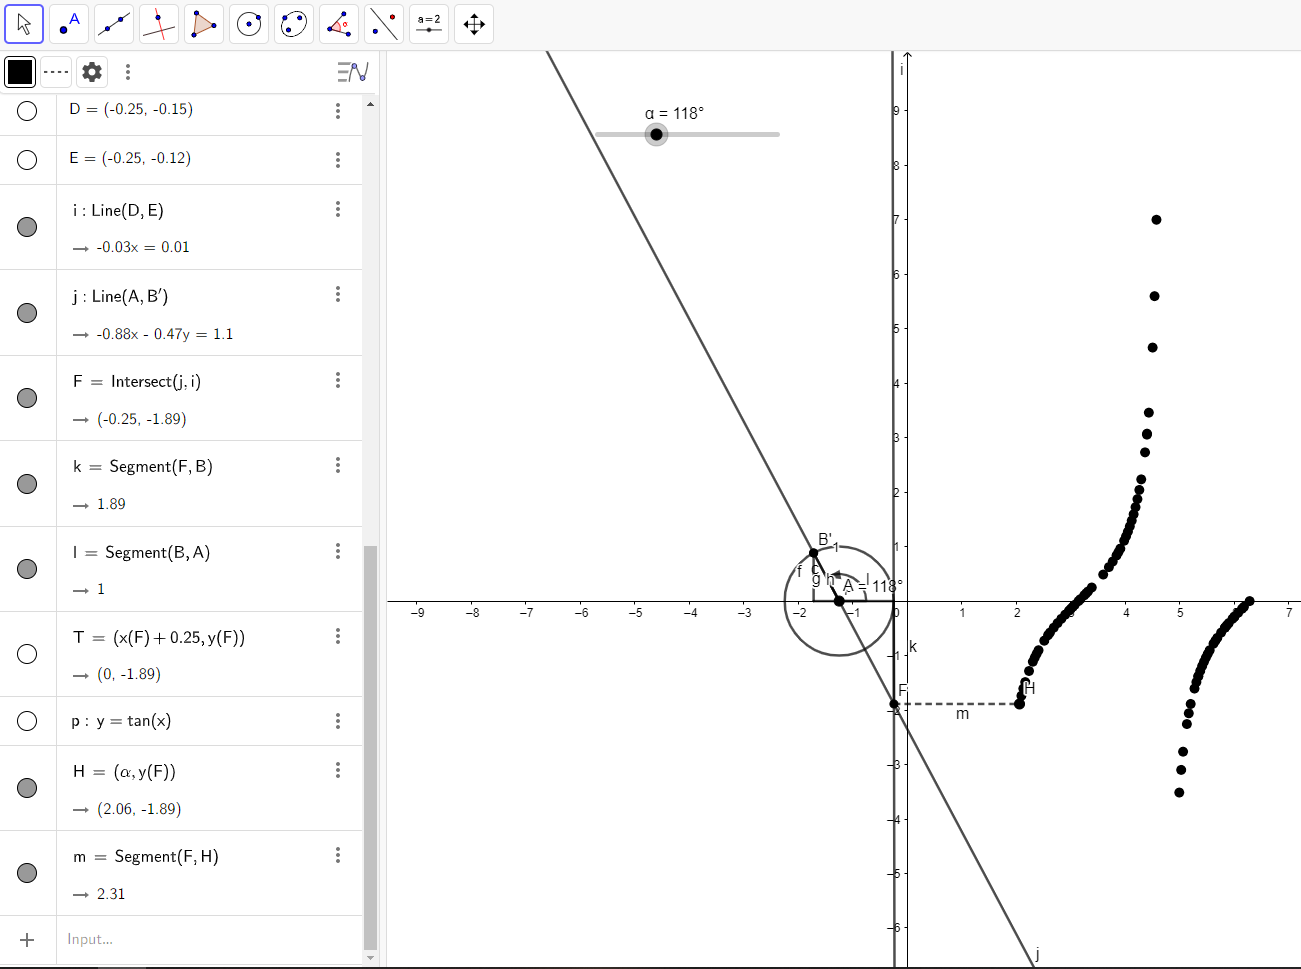 A
a = 2
D = (-0.25, -0.15)
E = (-0.25, -0.12)
i : Line(D, E)
→ -0.03x = 0.01
j : Line(A, B′)
→ -0.88x - 0.47y = 1.1
F = Intersect(j, i)
→ (-0.25, -1.89)
k = Segment(F, B)
→ 1.89
l = Segment(B, A)
→ 1
T = (x(F) + 0.25, y(F))
→ (0, -1.89)
p : y = tan(x)
H = (α, y(F))
→ (2.06, -1.89)
m = Segment(F, H)
→ 2.31
Input...
i
α = 118°
9
8
7
6
5
4
3
2
1
B'1
f
c
g
h
A = 118°
l
–9
–8
–7
–6
–5
–4
–3
–2
–1
0
1
2
3
4
5
6
7
–1
k
F
H
–2
m
–3
–4
–5
–6
j